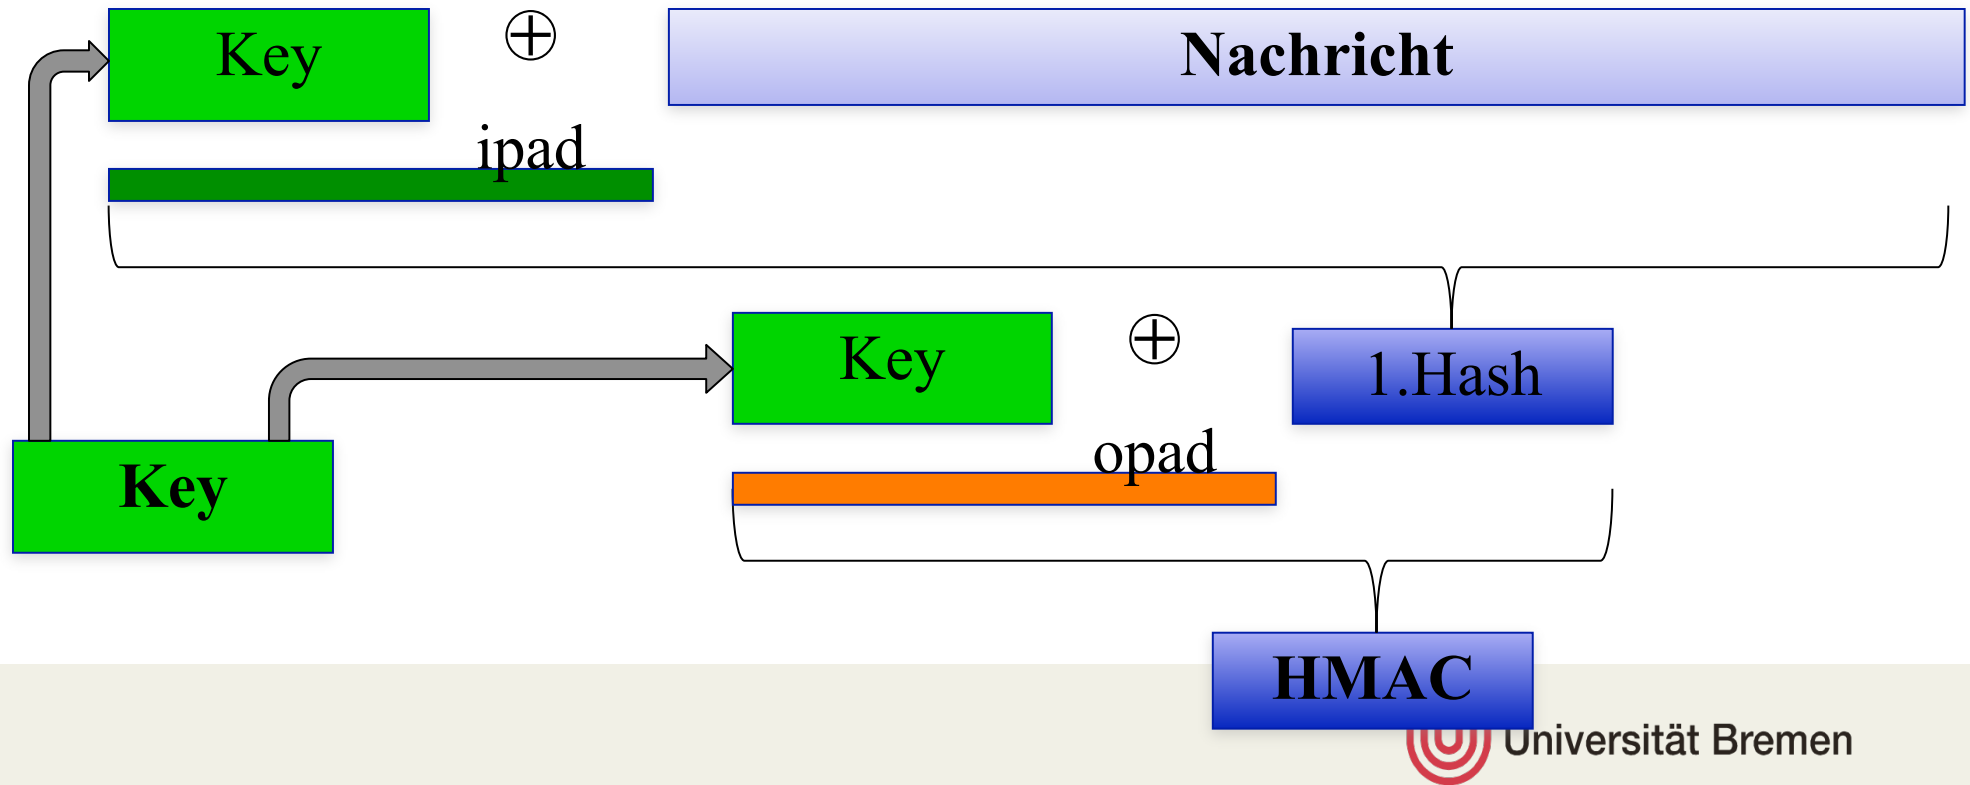 Key ⊕ Nachricht
ipad
Key ⊕ 1.Hash
opad
Key
HMAC
Universität Bremen